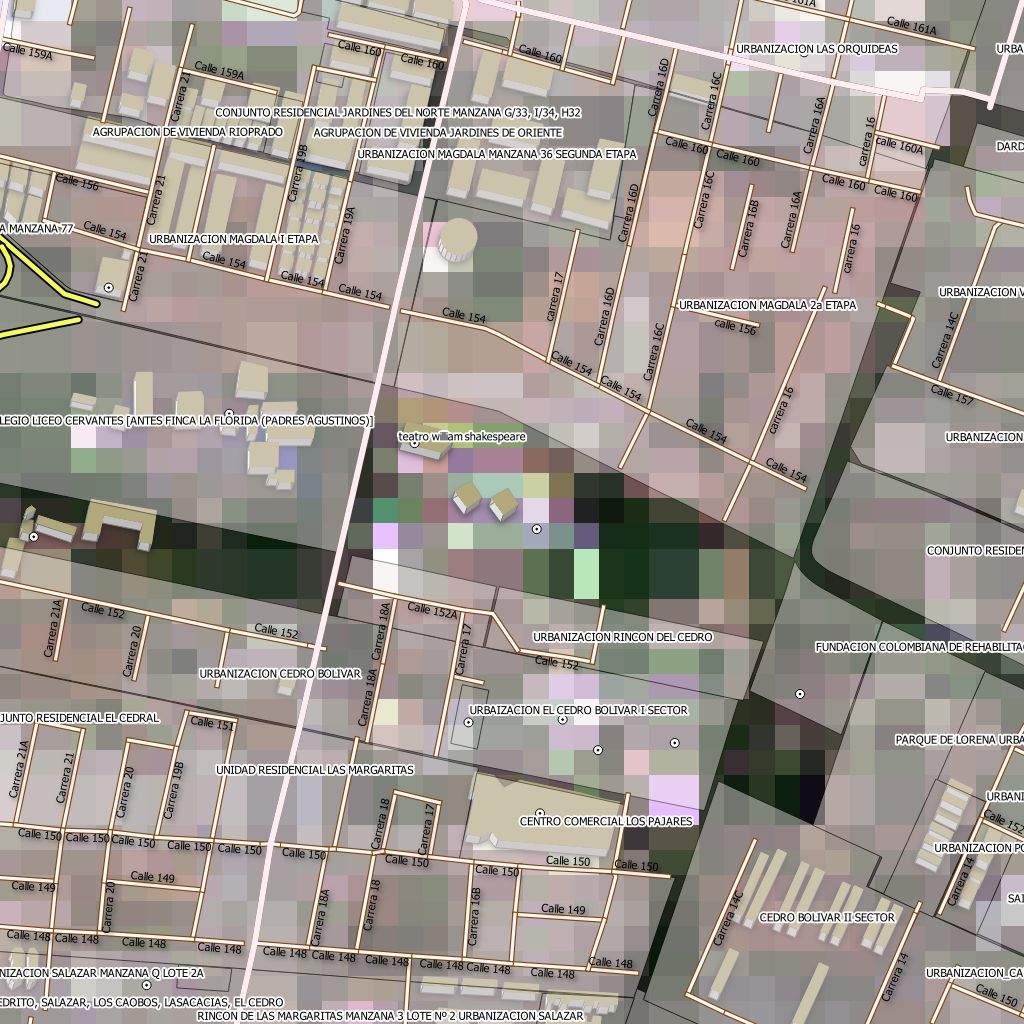 Calle 161A
Calle 161A
URBANIZACION LAS ORQUIDEAS
URBA
Calle 159A
Calle 160
Calle 160
Calle 160
Calle 159A
Carrera 21
Carrera 16D
Carrera 16C
Carrera 16A
Carrera 16
CONJUNTO RESIDENCIAL JARDINES DEL NORTE MANZANA G/33, I/34, H32
AGRUPACION DE VIVIENDA RIOPRADO
AGRUPACION DE VIVIENDA JARDINES DE ORIENTE
URBANIZACION MAGDALA MANZANA 36 SEGUNDA ETAPA
Calle 160
Calle 160
Calle 160A
DARD
Calle 160
Calle 160
Calle 156
Carrera 21
Carrera 19B
Carrera 19A
Carrera 16D
Carrera 16C
Carrera 16B
Carrera 16A
Carrera 16
A MANZANA 77
Calle 154
URBANIZACION MAGDALA I ETAPA
Calle 154
Calle 154
Calle 154
Carrera 21
carrera 17
Carrera 16D
Carrera 16C
URBANIZACION MAGDALA 2a ETAPA
URBANIZACION V
Calle 154
calle 156
Carrera 14C
Calle 154
Calle 154
Calle 157
carrera 16
LEGIO LICEO CERVANTES [ANTES FINCA LA FLORIDA (PADRES AGUSTINOS)]
teatro william shakespeare
Calle 154
Calle 154
URBANIZACION
CONJUNTO RESIDEN
Calle 152
Calle 152A
Carrera 21A
Carrera 20
Calle 152
Carrera 18A
Carrera 17
URBANIZACION RINCON DEL CEDRO
FUNDACION COLOMBIANA DE REHABILITA
Calle 152
URBANIZACION CEDRO BOLIVAR
Carrera 18A
URBAIZACION EL CEDRO BOLIVAR I SECTOR
JUNTO RESIDENCIAL EL CEDRAL
Calle 151
PARQUE DE LORENA URBA
Carrera 21A
Carrera 21
Carrera 20
Carrera 19B
UNIDAD RESIDENCIAL LAS MARGARITAS
URBANI
Carrera 18
Carrera 17
CENTRO COMERCIAL LOS PAJARES
Calle 152
Calle 150
Calle 150
Calle 150
Calle 150
Calle 150
Calle 150
Calle 150
Calle 150
Calle 150
Calle 150
URBANIZACION PO
Calle 149
Calle 149
Carrera 20
Carrera 18A
Carrera 18
Carrera 16B
Calle 149
Carrera 14C
CEDRO BOLIVAR II SECTOR
Carrera 14
SAI
Calle 148
Calle 148
Calle 148
Calle 148
Calle 148
Calle 148
Calle 148
Calle 148
Calle 148
Calle 148
Calle 148
Carrera 14
NIZACION SALAZAR MANZANA Q LOTE 2A
URBANIZACION CA
Calle 150
EDRITO, SALAZAR, LOS CAOBOS, LASACACIAS, EL CEDRO
RINCON DE LAS MARGARITAS MANZANA 3 LOTE Nº 2 URBANIZACION SALAZAR